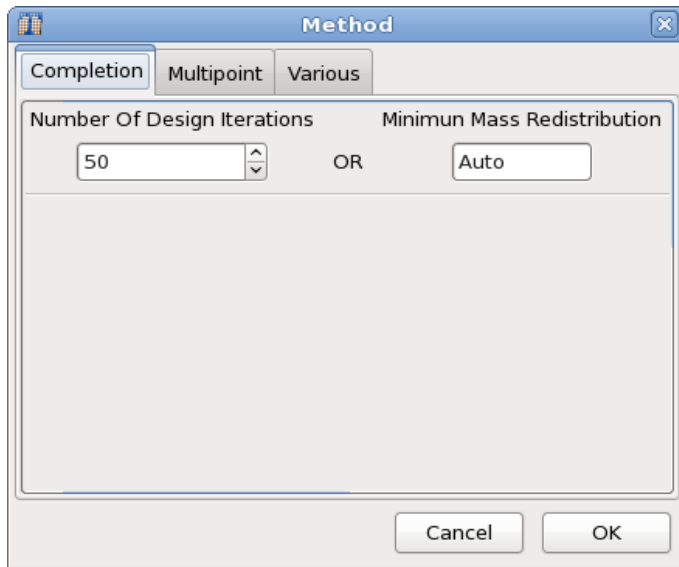 Method
Completion Multipoint Various
Number Of Design Iterations Minimun Mass Redistribution
50 OR Auto
Cancel OK